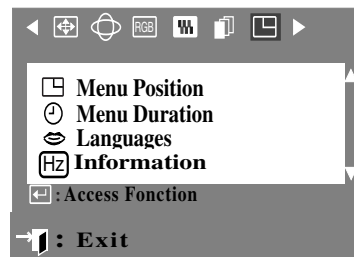 RGB
Menu Position
Menu Duration
Languages
Hz Information
: Access Fonction
: Exit